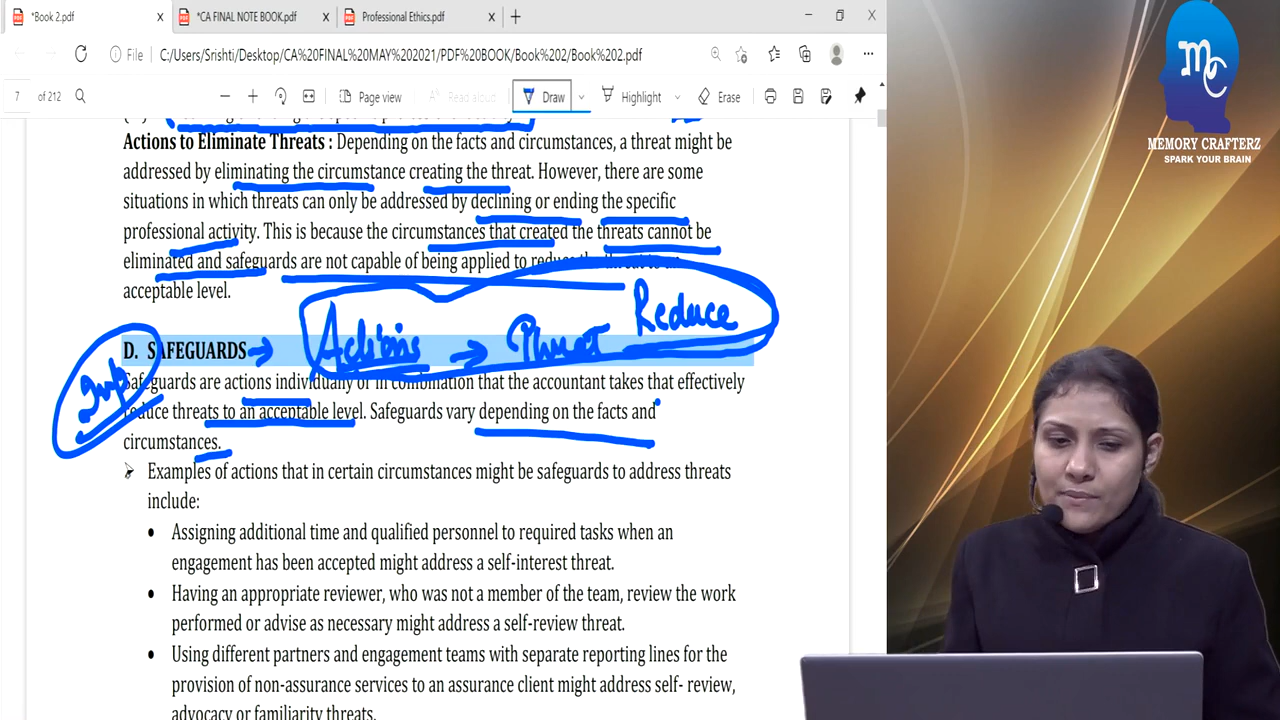 *Book 2.pdf
*CA FINAL NOTE BOOK.pdf
Professional Ethics.pdf
File
C:/Users/Srishti/Desktop/CA%20FINAL%20MAY%202021/PDF%20BOOK/Book%202/Book%202.pdf
7 of 212
Page view
Read aloud
Draw
Highlight
Erase
Actions to Eliminate Threats : Depending on the facts and circumstances, a threat might be
addressed by eliminating the circumstance creating the threat. However, there are some
situations in which threats can only be addressed by declining or ending the specific
professional activity. This is because the circumstances that created the threats cannot be
eliminated and safeguards are not capable of being applied to reduce the threat to an
acceptable level.
Reduce
D. SAFEGUARDS → Actions → Threat
Imp
Safeguards are actions individually or in combination that the accountant takes that effectively
reduce threats to an acceptable level. Safeguards vary depending on the facts and
circumstances.
➢ Examples of actions that in certain circumstances might be safeguards to address threats
include:
• Assigning additional time and qualified personnel to required tasks when an
engagement has been accepted might address a self-interest threat.
• Having an appropriate reviewer, who was not a member of the team, review the work
performed or advise as necessary might address a self-review threat.
• Using different partners and engagement teams with separate reporting lines for the
provision of non-assurance services to an assurance client might address self- review,
advocacy or familiarity threats.
MC
MEMORY CRAFTERZ
SPARK YOUR BRAIN